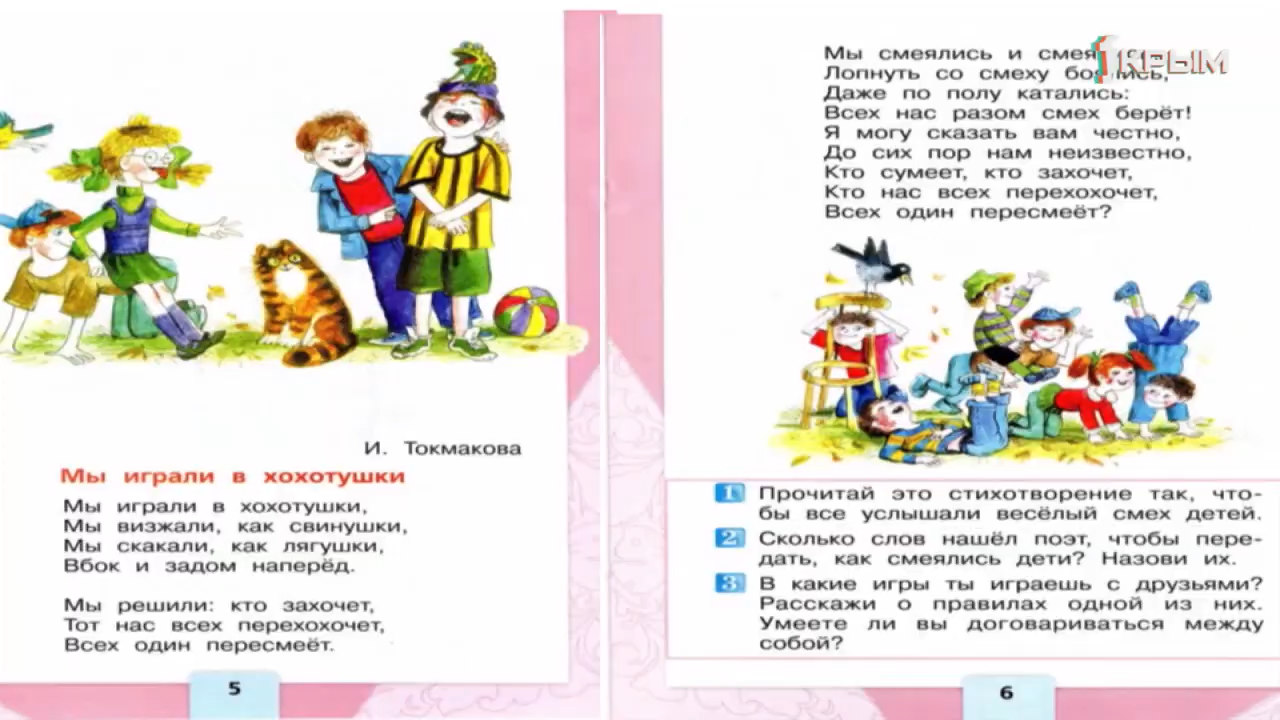 И. Токмакова
Мы играли в хохотушки
Мы играли в хохотушки,
Мы визжали, как свинушки,
Мы скакали, как лягушки,
Вбок и задом наперёд.
Мы решили: кто захочет,
Тот нас всех перехохочет,
Всех один пересмеёт.
5
Мы смеялись и
Лопнуть со смеху боялись,
Даже по полу катались:
Всех нас разом смех берёт!
Я могу сказать вам честно,
До сих пор нам неизвестно,
Кто сумеет, кто захочет,
Кто нас всех перехохочет,
Всех один пересмеёт?
1 Прочитай это стихотворение так, что-
бы все услышали весёлый смех детей.
2 Сколько слов нашёл поэт, чтобы пере-
дать, как смеялись дети? Назови их.
3 В какие игры ты играешь с друзьями?
Расскажи о правилах одной из них.
Умеете ли вы договариваться между
собой?
6
1 КРЫМ